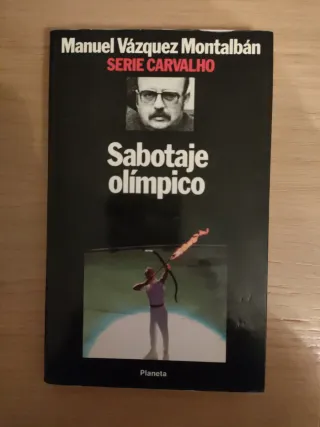 Manuel Vázquez Montalbán
SERIE CARVALHO
Sabotaje
olímpico
Planeta